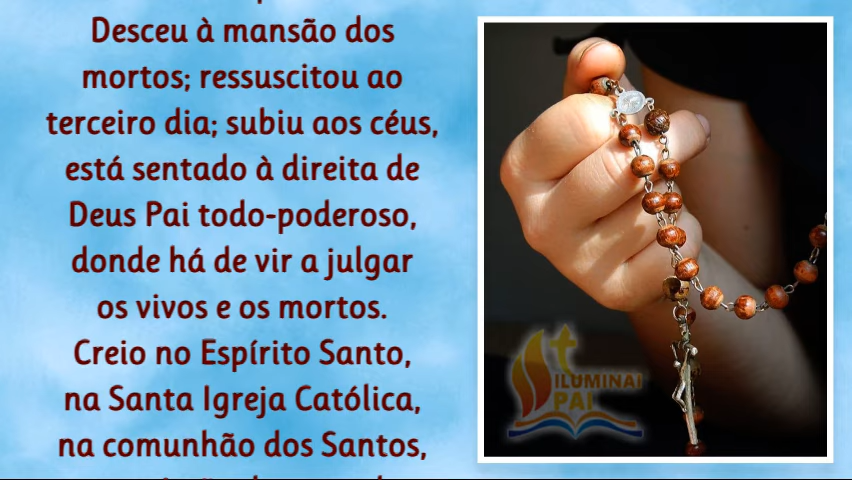 Desceu à mansão dos
mortos; ressuscitou ao
terceiro dia; subiu aos céus,
está sentado à direita de
Deus Pai todo-poderoso,
donde há de vir a julgar
os vivos e os mortos.
Creio no Espírito Santo,
na Santa Igreja Católica,
na comunhão dos Santos,
ILUMINAI
PAI